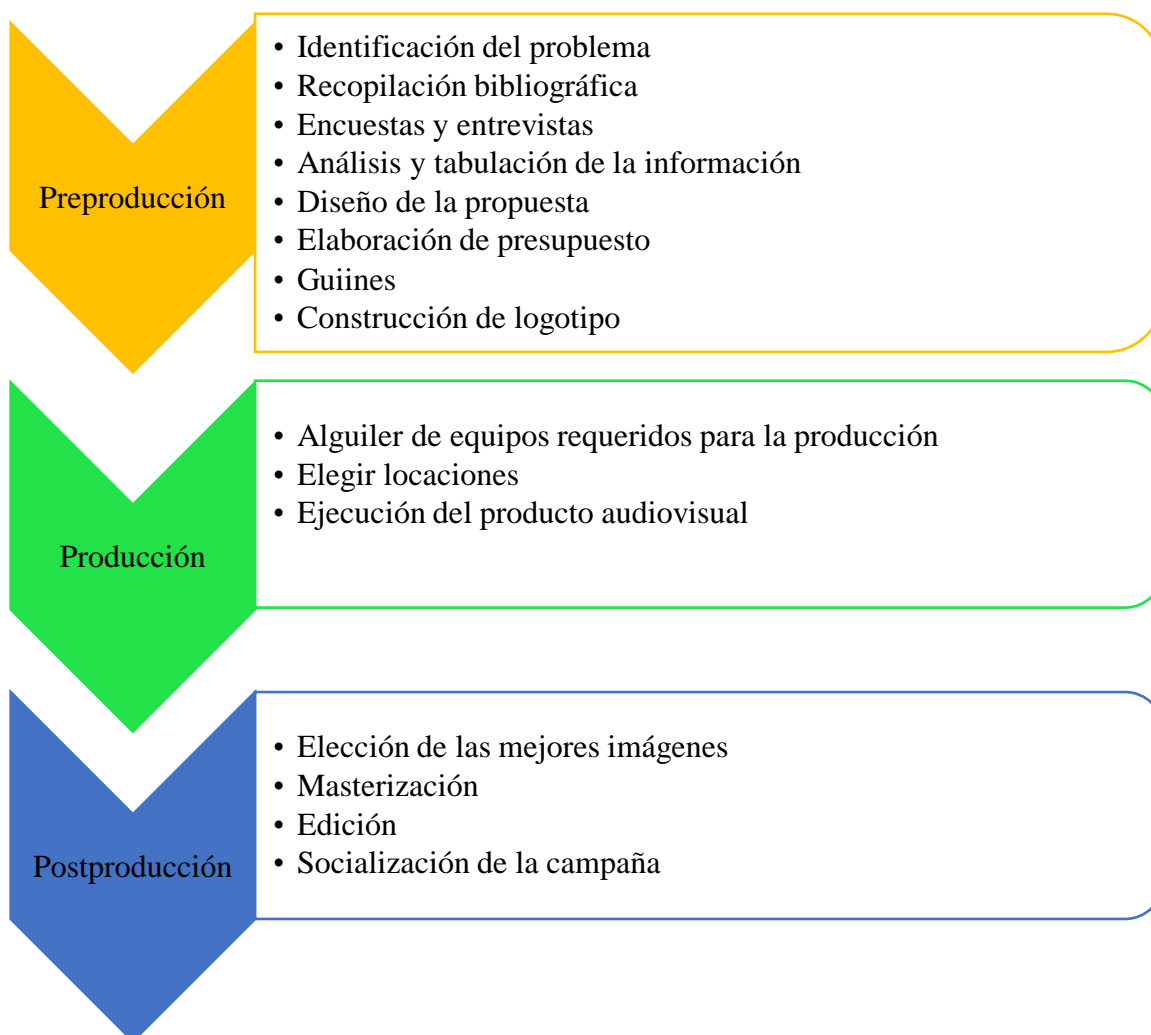 Preproducción
• Identificación del problema
• Recopilación bibliográfica
• Encuestas y entrevistas
• Análisis y tabulación de la información
• Diseño de la propuesta
• Elaboración de presupuesto
• Guiines
• Construcción de logotipo
Producción
• Alguiler de equipos requeridos para la producción
• Elegir locaciones
• Ejecución del producto audiovisual
Postproducción
• Elección de las mejores imágenes
• Masterización
• Edición
• Socialización de la campaña